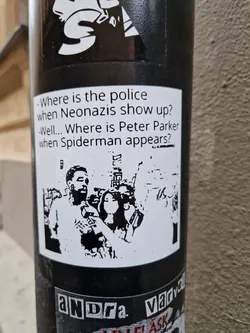 - Where is the police
when Neonazis show up?
-Well... Where is Peter Parker
when Spiderman appears?
ANDRA